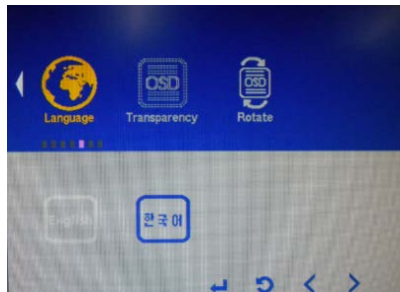 OSD
OSD
Language
Transparency
Rotate
English
한국어